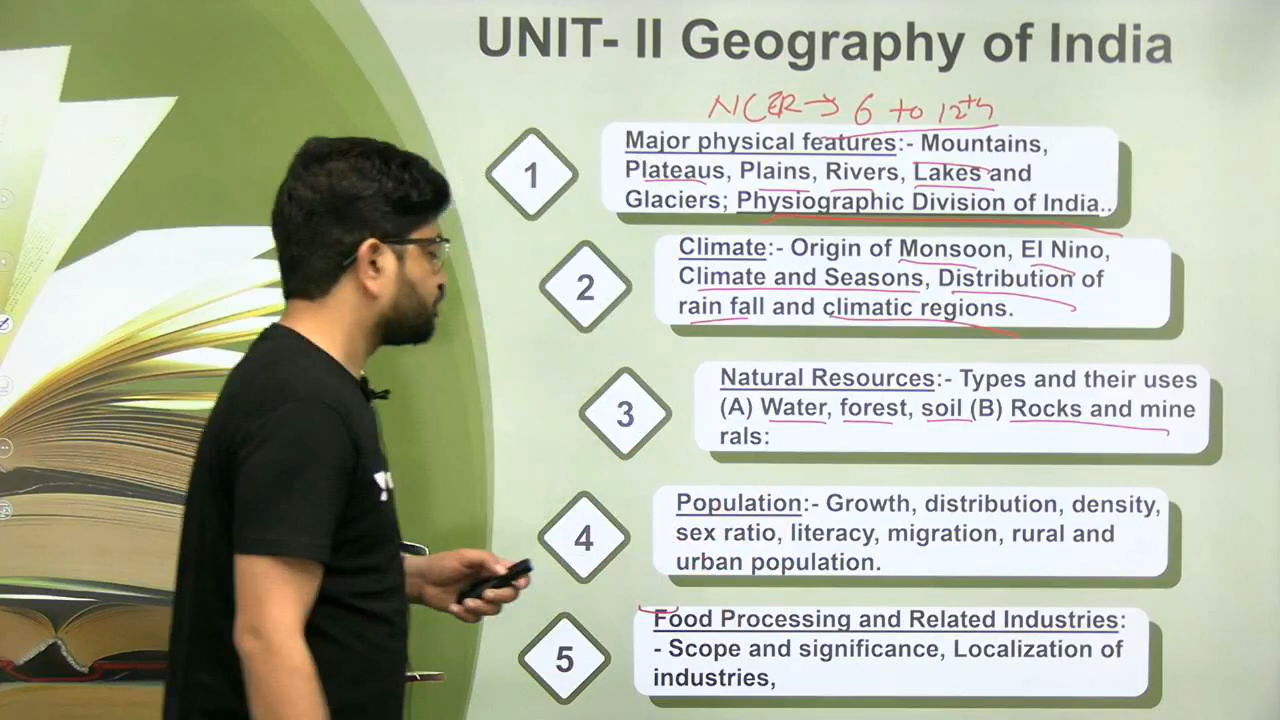 UNIT- II Geography of India
NCER → 6 to 12th
1
Major physical features:- Mountains,
Plateaus, Plains, Rivers, Lakes and
Glaciers; Physiographic Division of India..
2
Climate:- Origin of Monsoon, El Nino,
Climate and Seasons, Distribution of
rain fall and climatic regions.
3
Natural Resources:- Types and their uses
(A) Water, forest, soil (B) Rocks and mine
rals:
4
Population:- Growth, distribution, density,
sex ratio, literacy, migration, rural and
urban population.
5
Food Processing and Related Industries:
- Scope and significance, Localization of
industries,